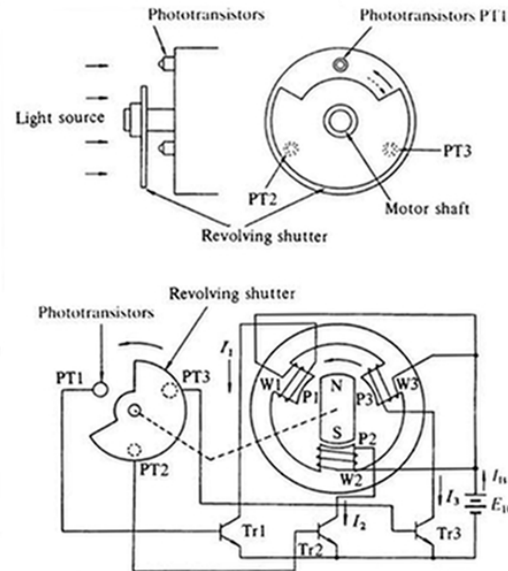 Phototransistors
Phototransistors PT1
Light source
PT2
PT3
Motor shaft
Revolving shutter
Revolving shutter
Phototransistors
I₁
PT1
PT3
PT2
W1
P1
N
P3
W3
S
P2
W2
I₃
I₂
Tr1
Tr2
Tr3